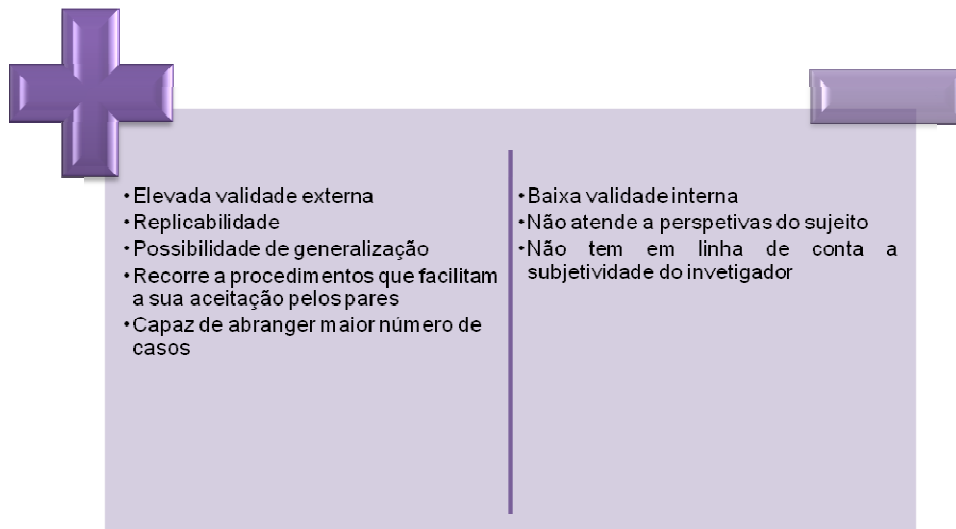 • Elevada validade externa
• Replicabilidade
• Possibilidade de generalização
• Recorre a procedimentos que facilitam
a sua aceitação pelos pares
• Capaz de abranger maior número de
casos
• Baixa validade interna
• Não atende a perspetivas do sujeito
• Não tem em linha de conta a
subjetividade do invetigador